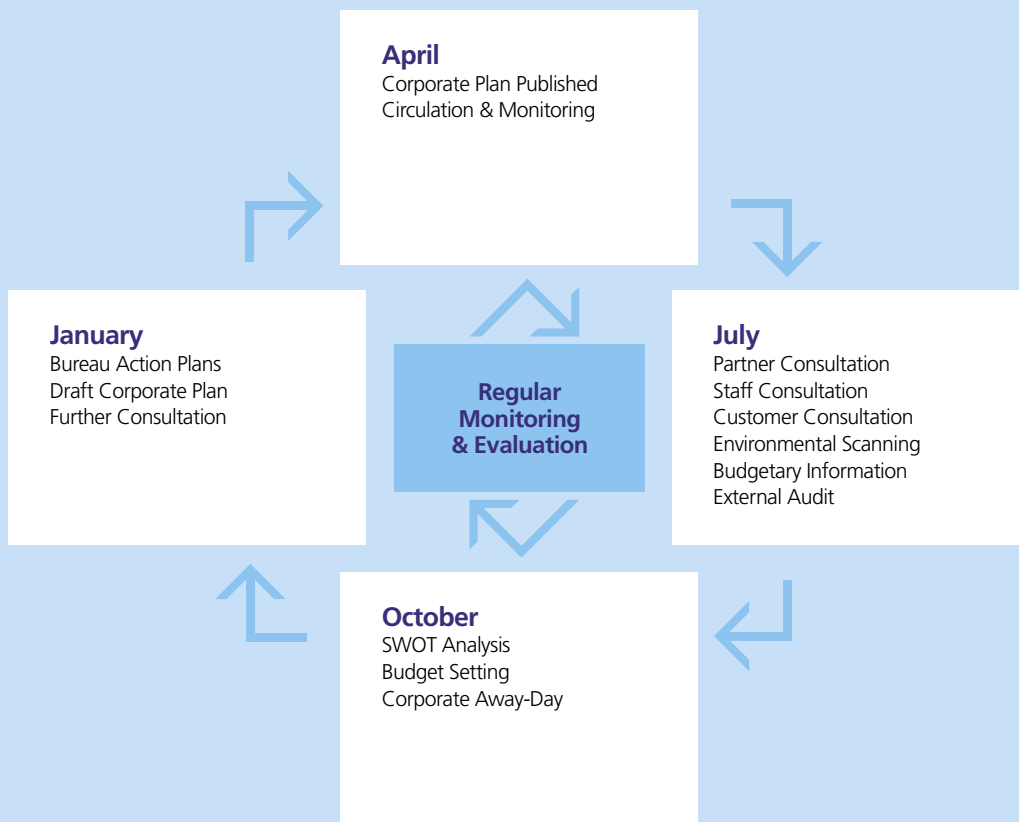 April
Corporate Plan Published
Circulation & Monitoring
January
Bureau Action Plans
Draft Corporate Plan
Further Consultation
Regular
Monitoring
& Evaluation
July
Partner Consultation
Staff Consultation
Customer Consultation
Environmental Scanning
Budgetary Information
External Audit
October
SWOT Analysis
Budget Setting
Corporate Away-Day